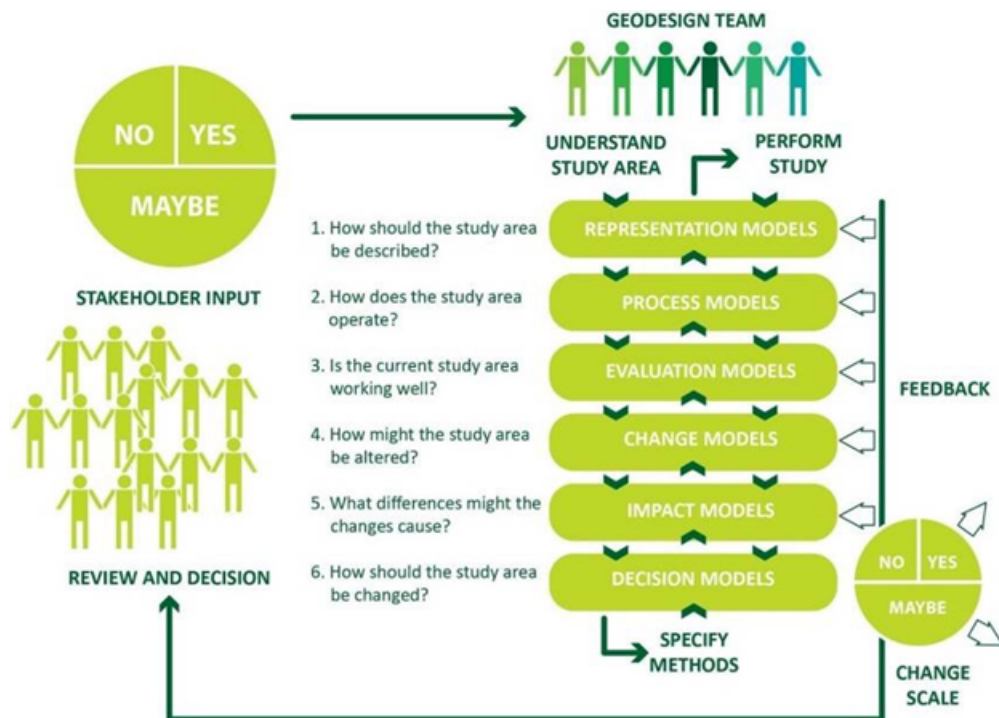 GEODESIGN TEAM
NO
YES
MAYBE
STAKEHOLDER INPUT
UNDERSTAND
STUDY AREA
PERFORM
STUDY
1. How should the study area
be described?
REPRESENTATION MODELS
2. How does the study area
operate?
PROCESS MODELS
3. Is the current study area
working well?
EVALUATION MODELS
4. How might the study area
be altered?
CHANGE MODELS
5. What differences might the
changes cause?
IMPACT MODELS
6. How should the study area
be changed?
DECISION MODELS
FEEDBACK
NO
YES
MAYBE
REVIEW AND DECISION
SPECIFY
METHODS
CHANGE
SCALE